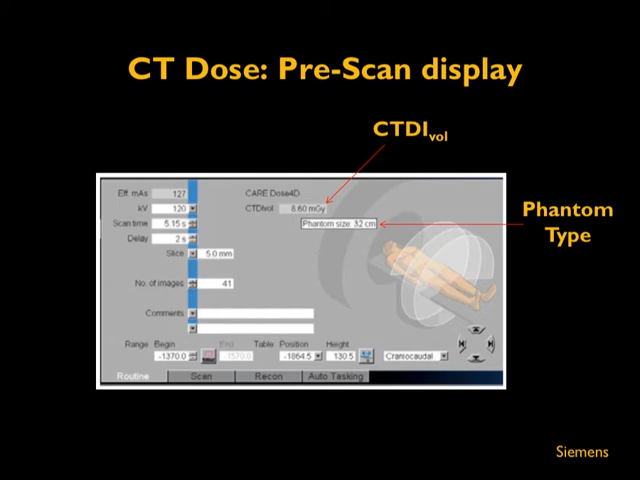 CT Dose: Pre-Scan display
CTDIvol
Eff. mAs 127 CARE Dose4D
kV 120 CTDIvol 8.60 mGy
Scan time 5.15 s Phantom size: 32 cm
Delay 2 s
Slice 5.0 mm
No. of images 41
Comments
Range Begin End Table Position Height
-1370.0 -1570.0 -1864.5 130.5 Craniocaudal
Routine Scan Recon Auto Tasking
Phantom
Type
Siemens